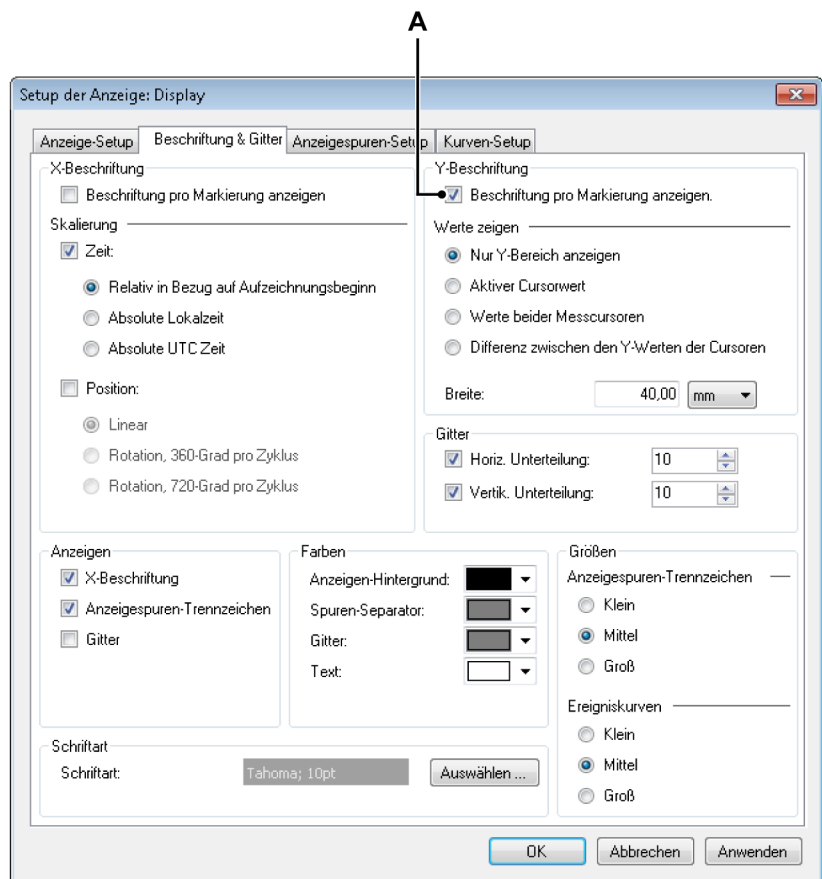 A
Setup der Anzeige: Display
Anzeige-Setup
Beschriftung & Gitter
Anzeigespuren-Setup
Kurven-Setup
X-Beschriftung
Beschriftung pro Markierung anzeigen
Skalierung
Zeit:
Relativ in Bezug auf Aufzeichnungsbeginn
Absolute Lokalzeit
Absolute UTC Zeit
Position:
Linear
Rotation, 360-Grad pro Zyklus
Rotation, 720-Grad pro Zyklus
Y-Beschriftung
Beschriftung pro Markierung anzeigen.
Werte zeigen
Nur Y-Bereich anzeigen
Aktiver Cursorwert
Werte beider Messcursoren
Differenz zwischen den Y-Werten der Cursoren
Breite: 40,00 mm
Gitter
Horiz. Unterteilung: 10
Vertik. Unterteilung: 10
Anzeigen
X-Beschriftung
Anzeigespuren-Trennzeichen
Gitter
Farben
Anzeigen-Hintergrund:
Spuren-Separator:
Gitter:
Text:
Größen
Anzeigespuren-Trennzeichen
Klein
Mittel
Groß
Ereigniskurven
Klein
Mittel
Groß
Schriftart
Schriftart: Tahoma; 10pt Auswählen ...
OK
Abbrechen
Anwenden